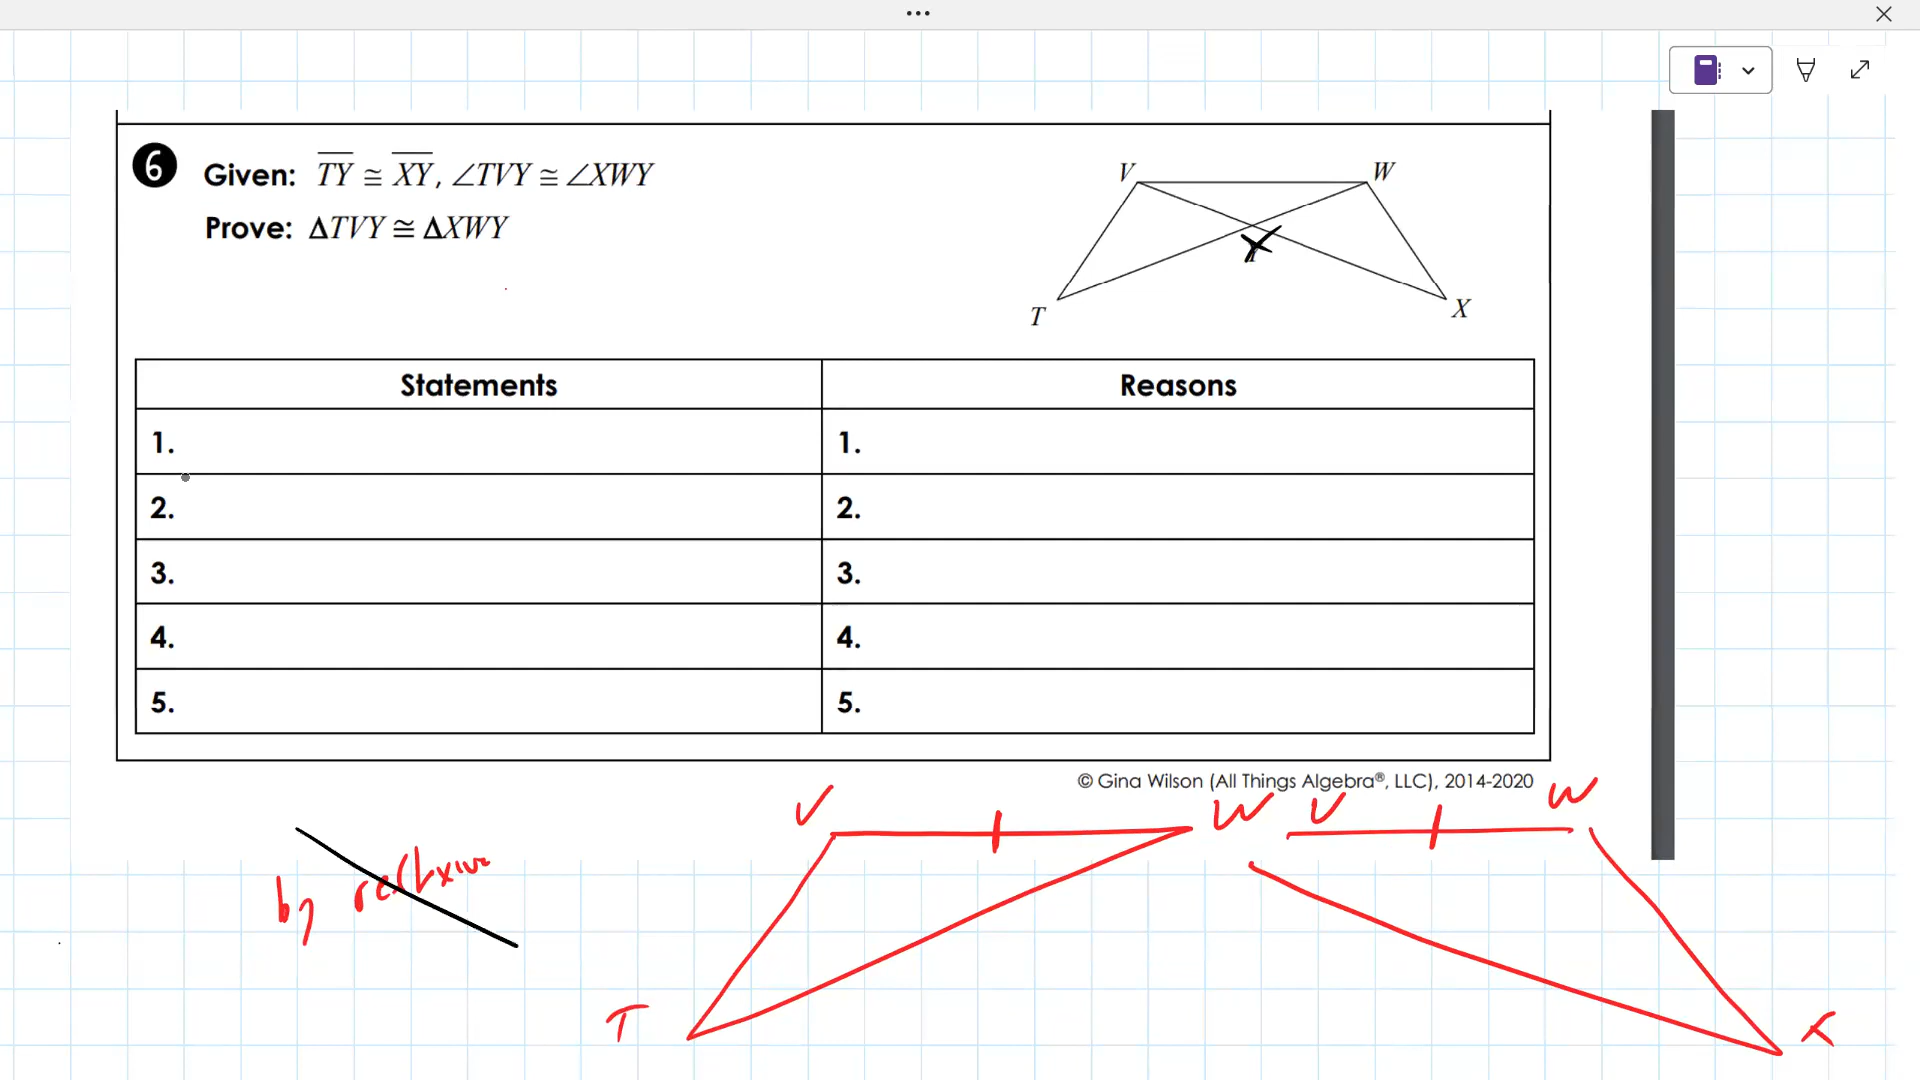 6 Given: TY ≅ XY, ∠TVY ≅ ∠XWY
Prove: ΔTVY ≅ ΔXWY
V W
T X
Statements Reasons
1. 1.
2. 2.
3. 3.
4. 4.
5. 5.
© Gina Wilson (All Things Algebra®, LLC), 2014-2020
V W V W
by reflexive
T X